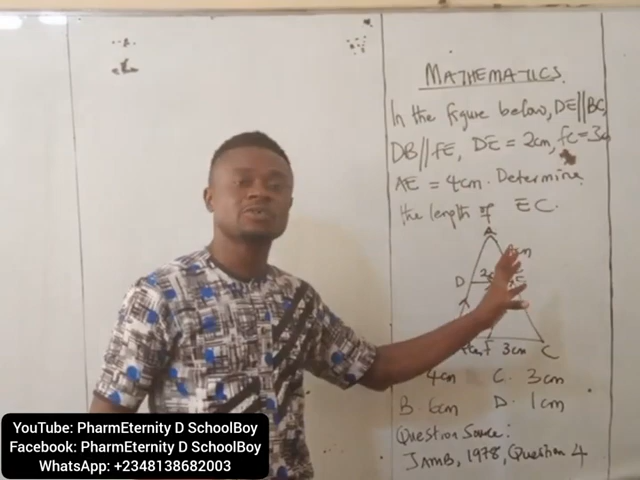 MATHEMATICS
In the figure below, DE||BC,
DB//FE, DE = 2cm, FC = 3c
AE = 4cm. Determine
the length of EC.
A
D
E
3cm
C
4cm C. 3cm
B. 6cm D. 1cm
Question Source:
JAMB, 1978, Question 4
YouTube: PharmEternity D SchoolBoy
Facebook: PharmEternity D SchoolBoy
WhatsApp: +2348138682003